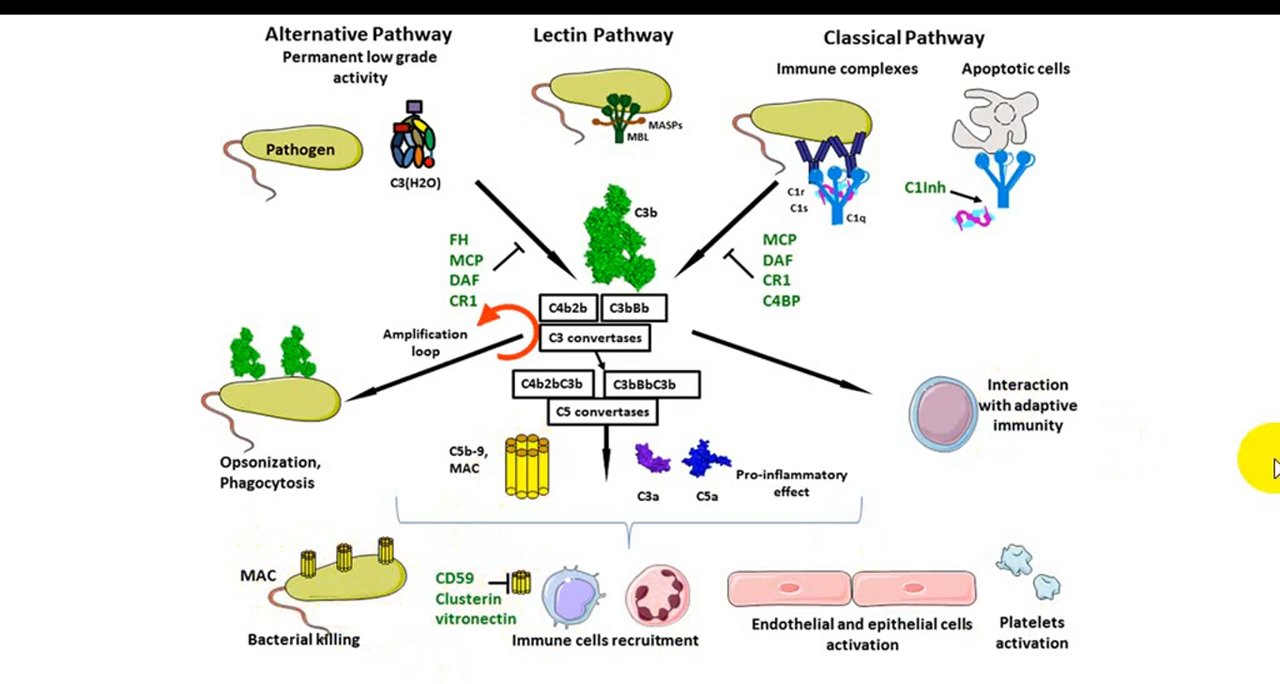 Alternative Pathway
Permanent low grade
activity
Pathogen
C3(H2O)
Lectin Pathway
MASPs
MBL
Classical Pathway
Immune complexes
Apoptotic cells
C1r
C1s
C1q
C1Inh
C3b
FH
MCP
DAF
CR1
MCP
DAF
CR1
C4BP
C4b2b
C3bBb
C3 convertases
Amplification
loop
C4b2bC3b
C3bBbC3b
C5 convertases
Opsonization,
Phagocytosis
Interaction
with adaptive
immunity
C5b-9,
MAC
C3a
C5a
Pro-inflammatory
effect
MAC
Bacterial killing
CD59
Clusterin
vitronectin
Immune cells recruitment
Endothelial and epithelial cells
activation
Platelets
activation